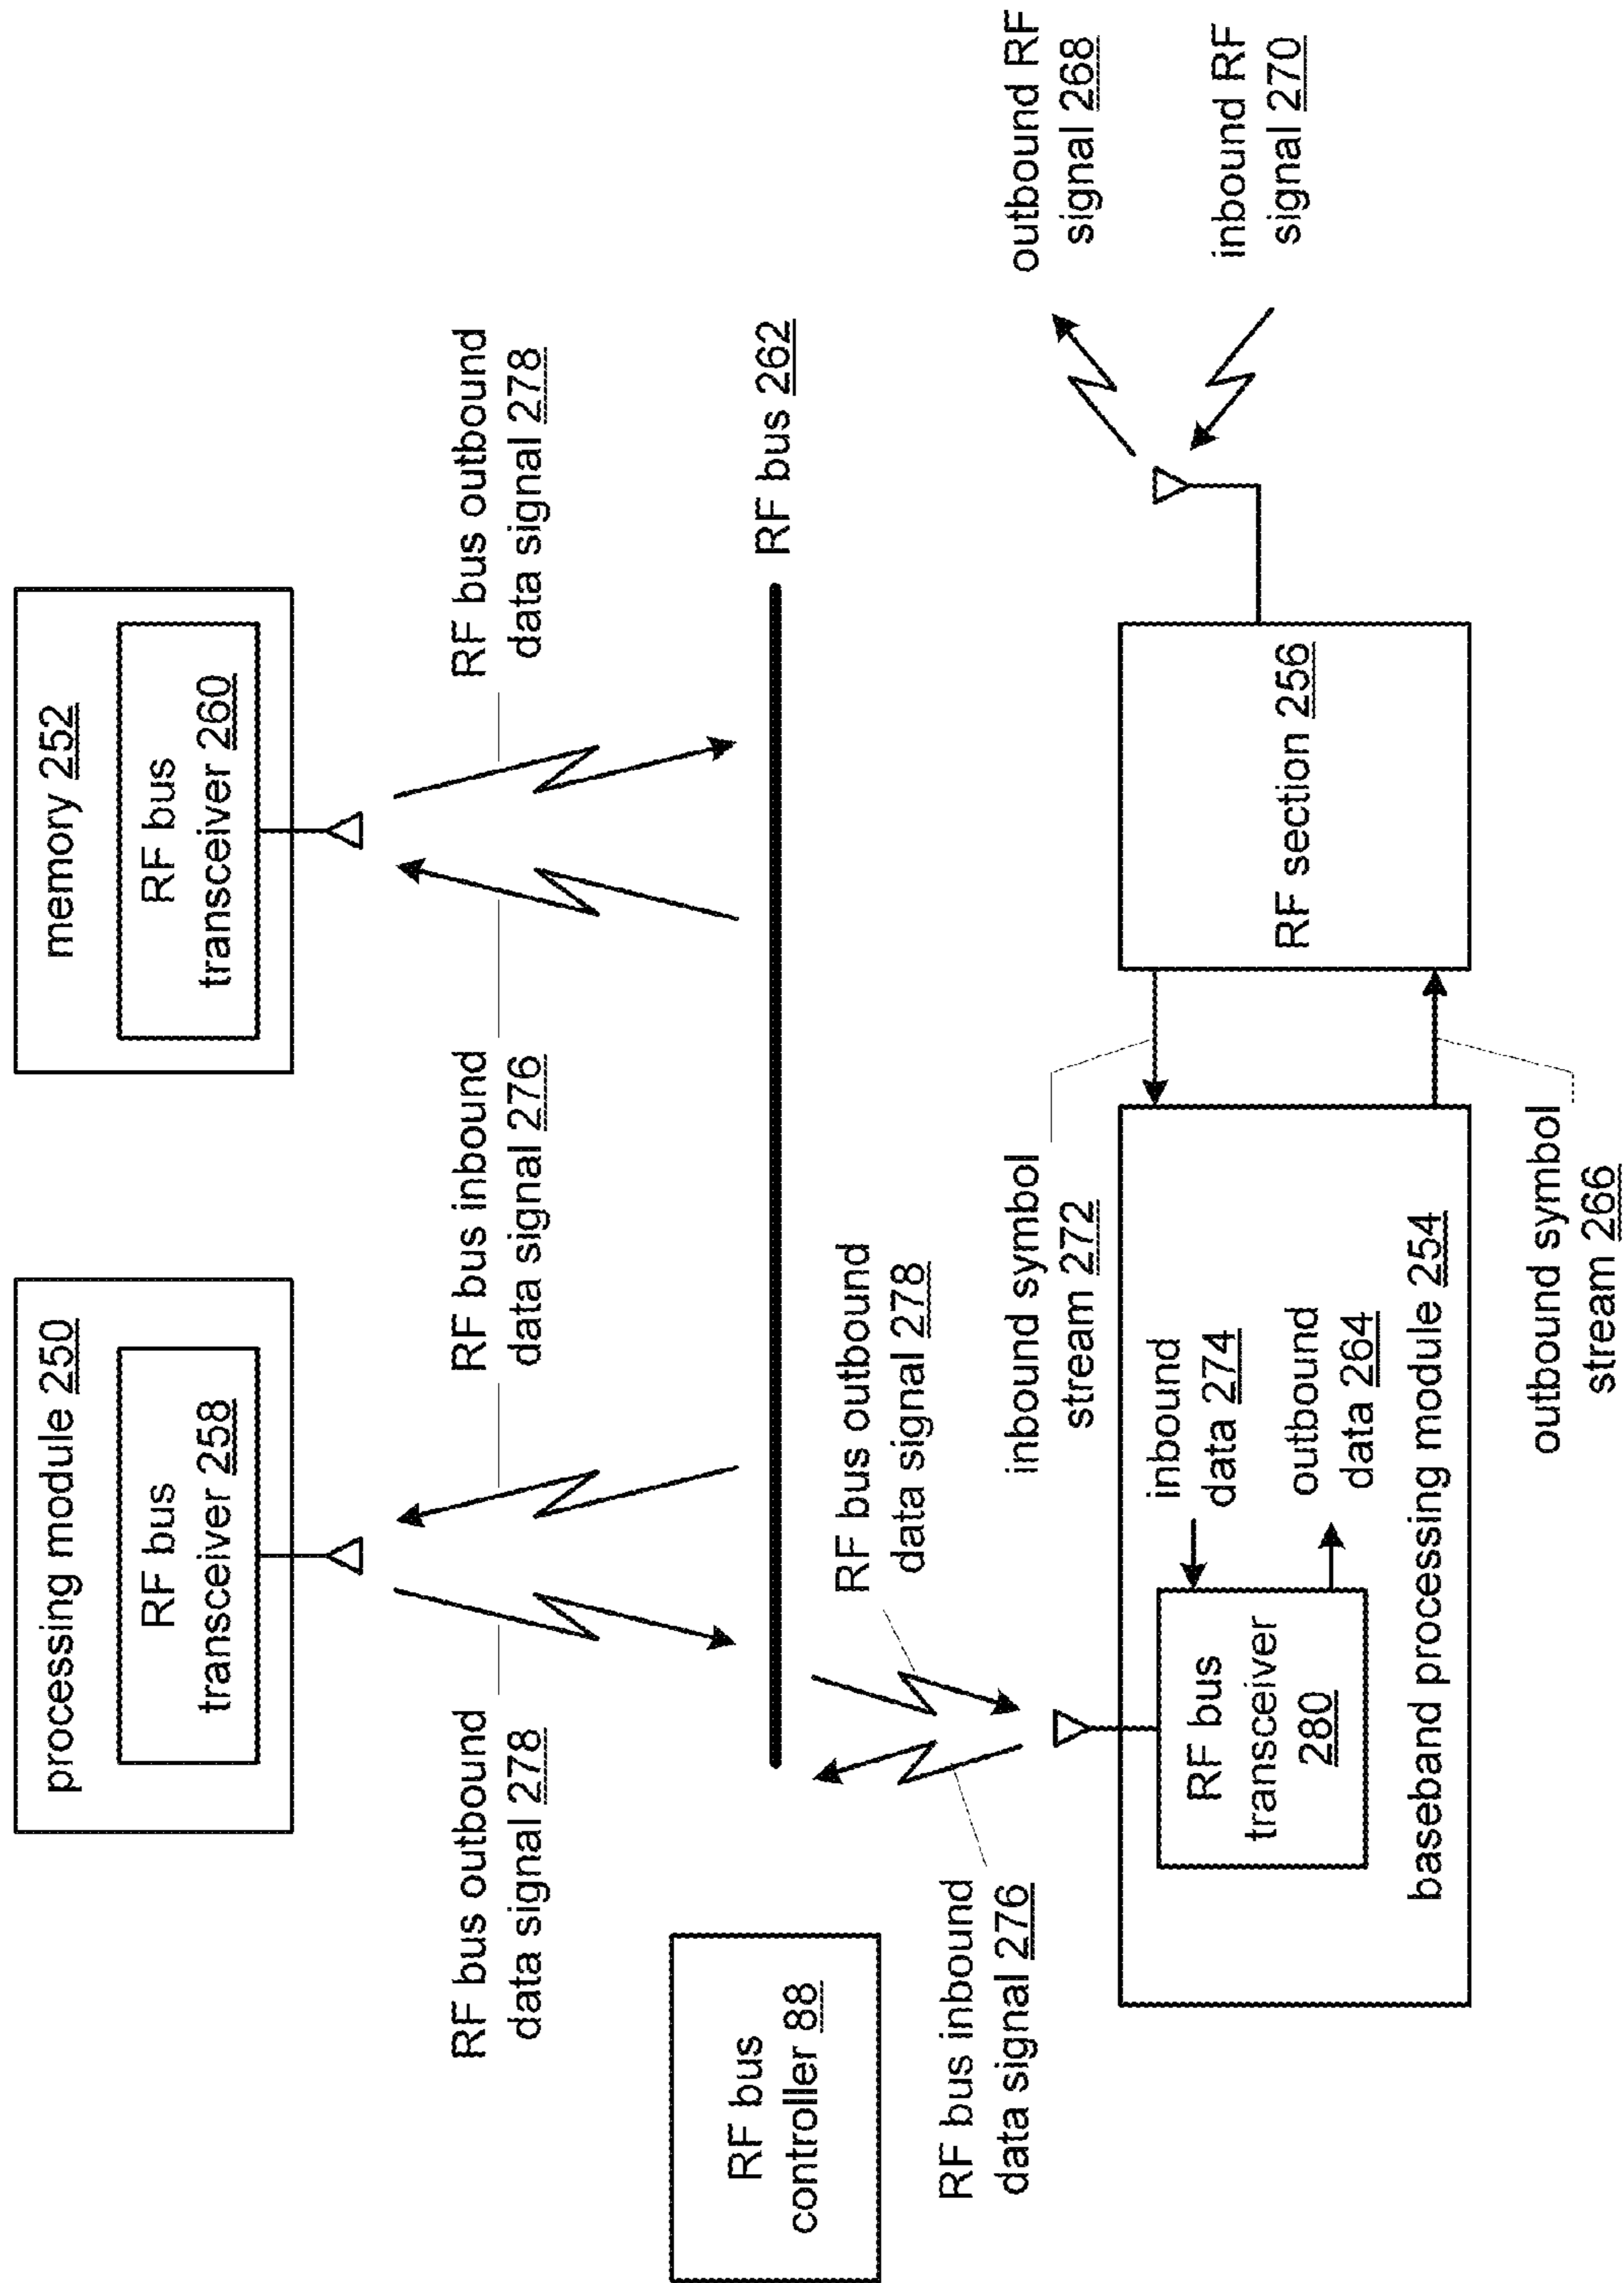 processing module 250
RF bus
transceiver 258
memory 252
RF bus
transceiver 260
RF bus outbound
data signal 278
RF bus inbound
data signal 276
RF bus outbound
data signal 278
RF bus
controller 88
RF bus 262
RF bus outbound
data signal 278
RF bus inbound
data signal 276
inbound symbol
stream 272
outbound RF
signal 268
inbound RF
signal 270
RF bus
transceiver
280
inbound
data 274
outbound
data 264
baseband processing module 254
RF section 256
outbound symbol
stream 266